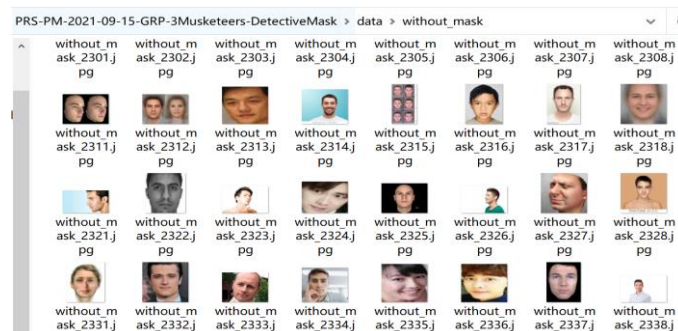 PRS-PM-2021-09-15-GRP-3Musketeers-DetectiveMask > data > without_mask
without_m without_m without_m without_m without_m without_m without_m without_m
ask_2301.j ask_2302.j ask_2303.j ask_2304.j ask_2305.j ask_2306.j ask_2307.j ask_2308.j
pg pg pg pg pg pg pg pg
without_m without_m without_m without_m without_m without_m without_m without_m
ask_2311.j ask_2312.j ask_2313.j ask_2314.j ask_2315.j ask_2316.j ask_2317.j ask_2318.j
pg pg pg pg pg pg pg pg
without_m without_m without_m without_m without_m without_m without_m without_m
ask_2321.j ask_2322.j ask_2323.j ask_2324.j ask_2325.j ask_2326.j ask_2327.j ask_2328.j
pg pg pg pg pg pg pg pg
without_m without_m without_m without_m without_m without_m without_m without_m
ask_2331.j ask_2332.j ask_2333.j ask_2334.j ask_2335.j ask_2336.j ask_2337.j ask_2338.j